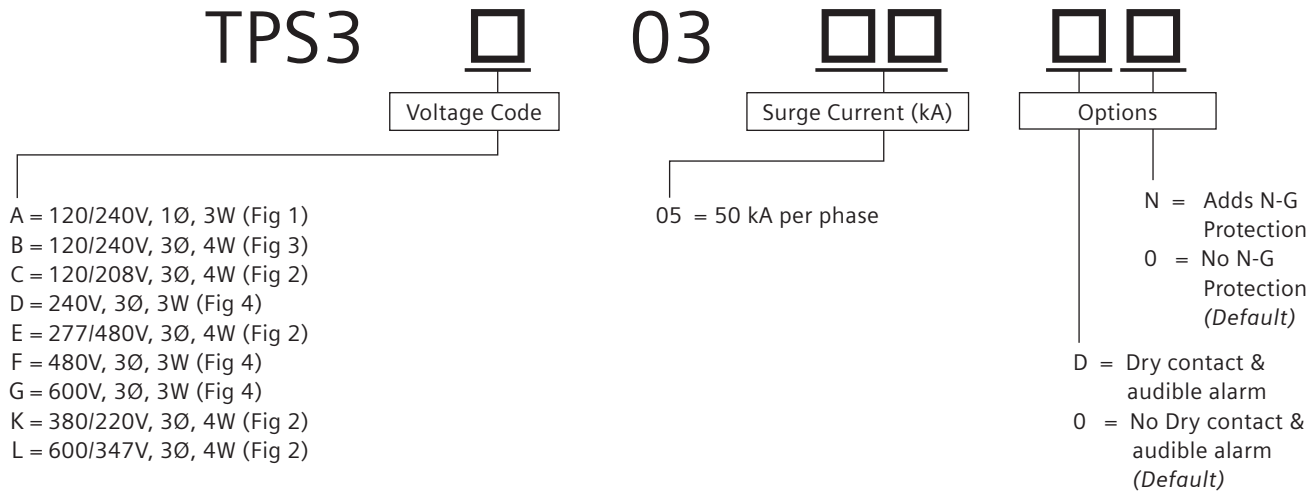 TPS3 □ 03 □□ □□
Voltage Code
Surge Current (kA)
Options
A = 120/240V, 1Ø, 3W (Fig 1)
B = 120/240V, 3Ø, 4W (Fig 3)
C = 120/208V, 3Ø, 4W (Fig 2)
D = 240V, 3Ø, 3W (Fig 4)
E = 277/480V, 3Ø, 4W (Fig 2)
F = 480V, 3Ø, 3W (Fig 4)
G = 600V, 3Ø, 3W (Fig 4)
K = 380/220V, 3Ø, 4W (Fig 2)
L = 600/347V, 3Ø, 4W (Fig 2)
05 = 50 kA per phase
N = Adds N-G
Protection
0 = No N-G
Protection
(Default)
D = Dry contact &
audible alarm
0 = No Dry contact &
audible alarm
(Default)